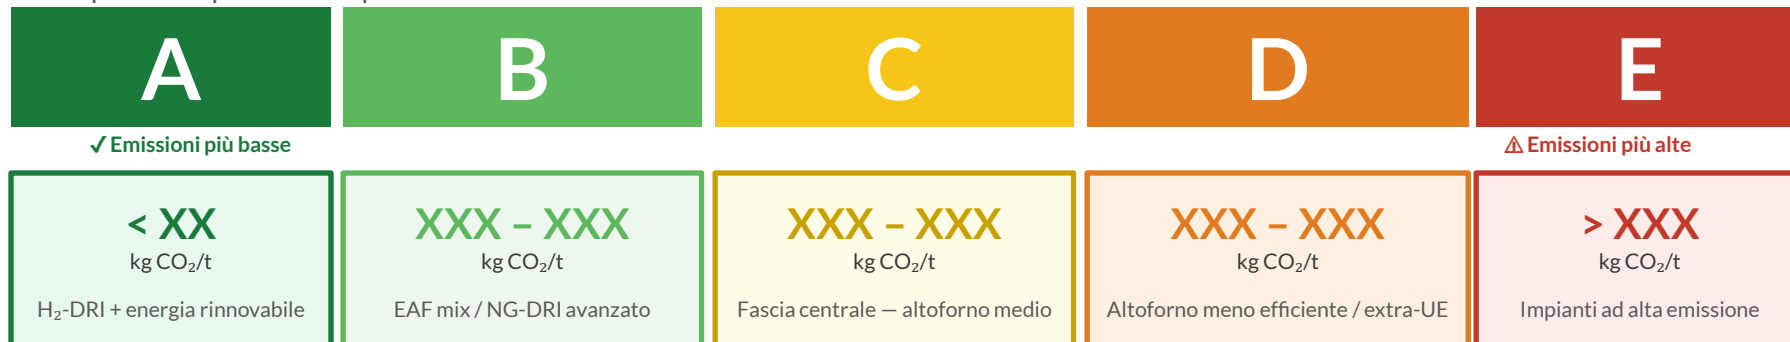 A
B
C
D
E
✓ Emissioni più basse
⚠ Emissioni più alte
< XX
kg CO₂/t
H₂-DRI + energia rinnovabile
XXX – XXX
kg CO₂/t
EAF mix / NG-DRI avanzato
XXX – XXX
kg CO₂/t
Fascia centrale — altoforno medio
XXX – XXX
kg CO₂/t
Altoforno meno efficiente / extra-UE
> XXX
kg CO₂/t
Impianti ad alta emissione